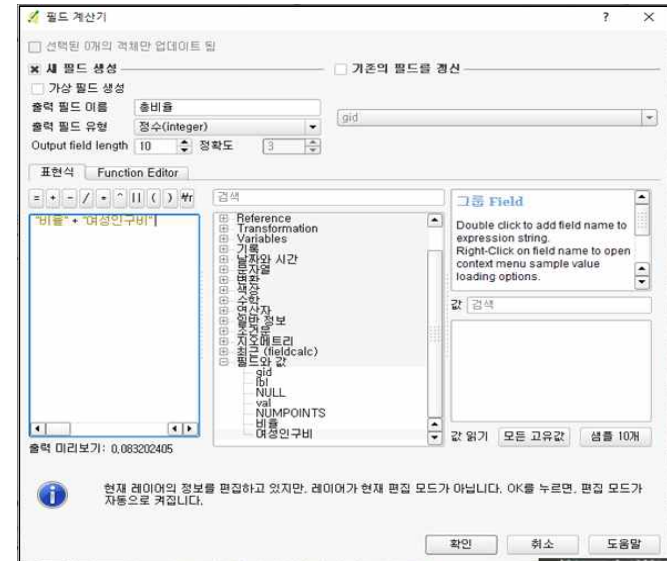 필드 계산기
선택된 0개의 객체만 업데이트 됨
새 필드 생성
기존의 필드를 갱신
가상 필드 생성
출력 필드 이름 총비율
출력 필드 유형 정수(integer)
gid
Output field length 10 정확도 3
표현식 Function Editor
= + - / * ^ || ( ) '\n'
검색
"비율" + "여성인구비"
Reference
Transformation
Variables
기록
날짜와 시간
문자열
변환
색상
수학
연산자
일반 정보
조건문
지오메트리
최근 (fieldcalc)
필드와 값
gid
lbl
NULL
val
NUMPOINTS
비율
여성인구비
그룹 Field
Double click to add field name to
expression string.
Right-Click on field name to open
context menu sample value
loading options.
값 검색
값 읽기 모든 고유값 샘플 10개
출력 미리보기: 0,083202405
현재 레이어의 정보를 편집하고 있지만, 레이어가 현재 편집 모드가 아닙니다. OK를 누르면, 편집 모드가
자동으로 켜집니다.
확인 취소 도움말